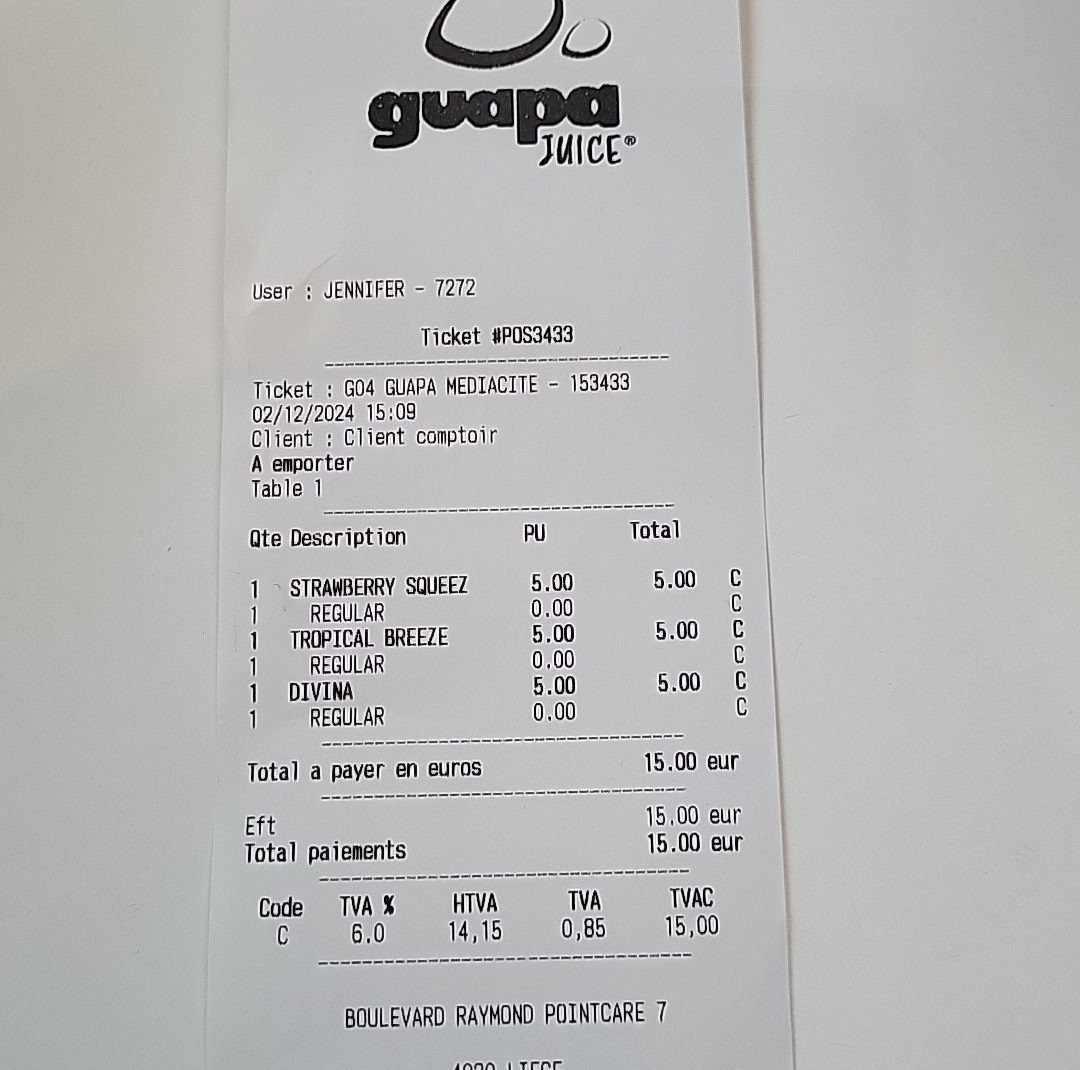 guapa
JUICE®
User : JENNIFER - 7272
Ticket #POS3433
Ticket : G04 GUAPA MEDIACITE - 153433
02/12/2024 15:09
Client : Client comptoir
A emporter
Table 1
Qte Description PU Total
1 STRAWBERRY SQUEEZ 5.00 5.00 C
1 REGULAR 0.00 C
1 TROPICAL BREEZE 5.00 5.00 C
1 REGULAR 0.00 C
1 DIVINA 5.00 5.00 C
1 REGULAR 0.00 C
Total a payer en euros 15.00 eur
Eft 15.00 eur
Total paiements 15.00 eur
Code TVA % HTVA TVA TVAC
C 6.0 14,15 0,85 15,00
BOULEVARD RAYMOND POINTCARE 7
LIEGE